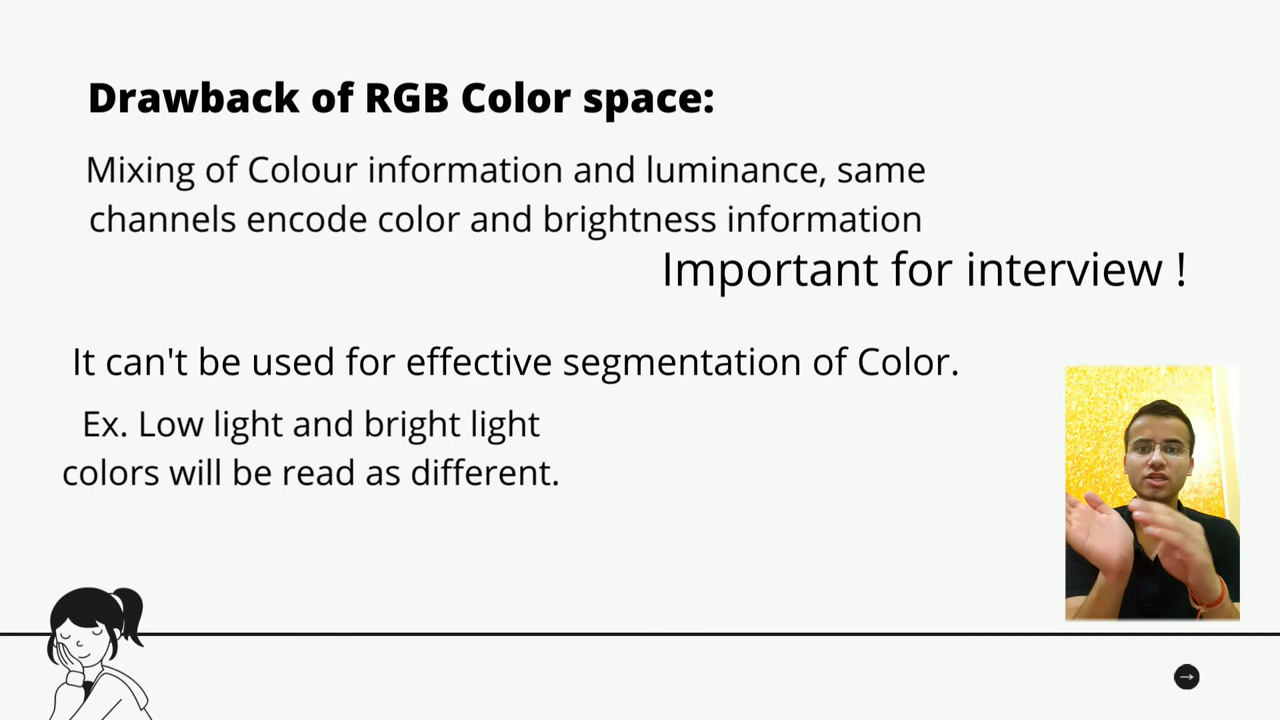 Drawback of RGB Color space:
Mixing of Colour information and luminance, same
channels encode color and brightness information
Important for interview !
It can't be used for effective segmentation of Color.
Ex. Low light and bright light
colors will be read as different.